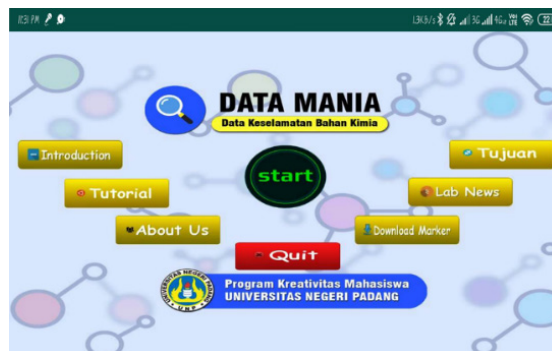 DATA MANIA
Data Keselamatan Bahan Kimia
Introduction
Tujuan
start
Tutorial
Lab News
About Us
Download Marker
Quit
Program Kreativitas Mahasiswa
UNIVERSITAS NEGERI PADANG